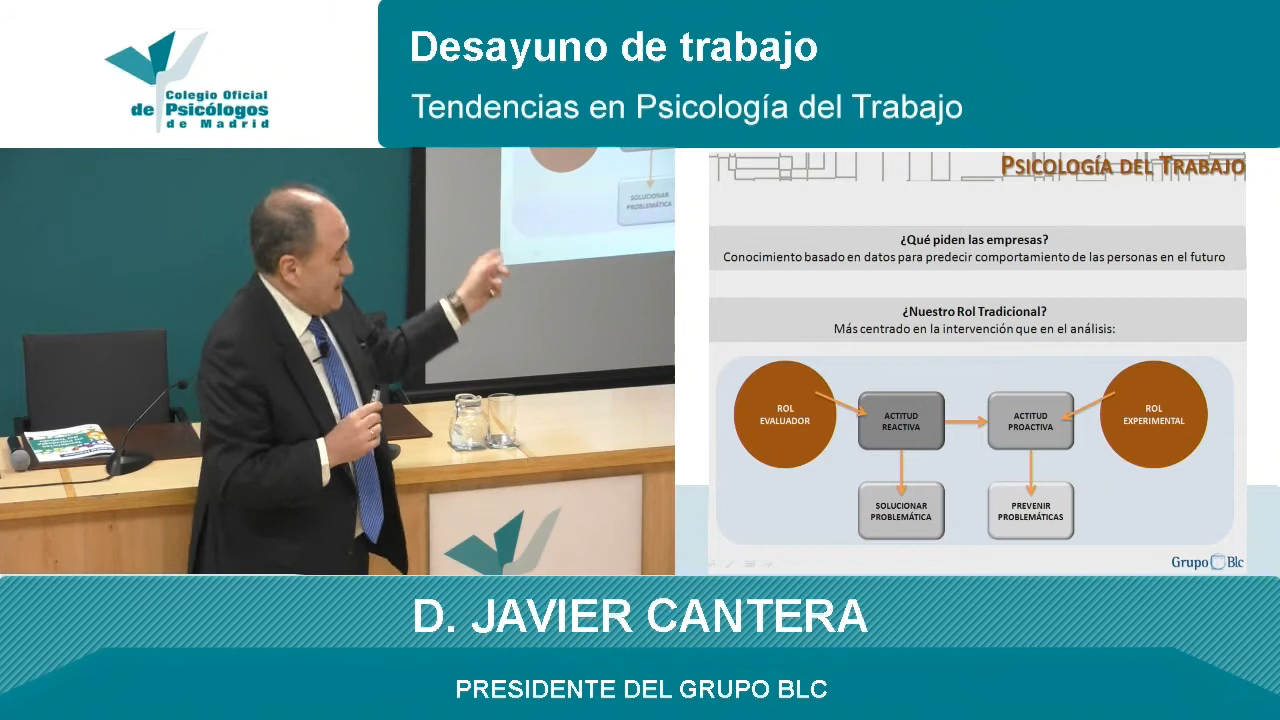 Colegio Oficial
de Psicólogos
de Madrid
Desayuno de trabajo
Tendencias en Psicología del Trabajo
SOLUCIONAR
PROBLEMÁTICA
PSICOLOGÍA DEL TRABAJO
¿Qué piden las empresas?
Conocimiento basado en datos para predecir comportamiento de las personas en el futuro
¿Nuestro Rol Tradicional?
Más centrado en la intervención que en el análisis:
ROL
EVALUADOR
ACTITUD
REACTIVA
ACTITUD
PROACTIVA
ROL
EXPERIMENTAL
SOLUCIONAR
PROBLEMÁTICA
PREVENIR
PROBLEMÁTICAS
Grupo Blc
D. JAVIER CANTERA
PRESIDENTE DEL GRUPO BLC